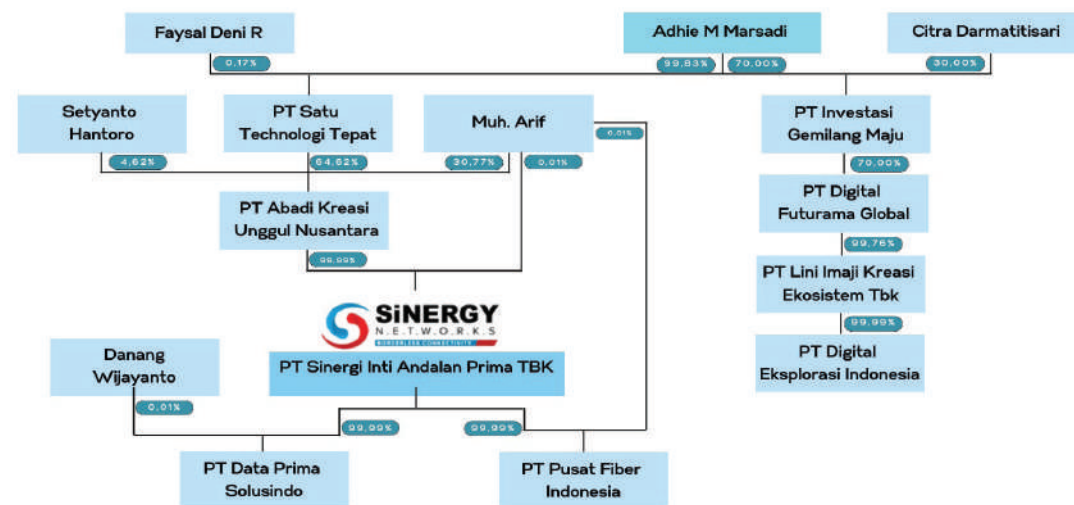 Faysal Deni R
Adhie M Marsadi
Citra Darmatitisari
0,17%
99,83%
70,00%
30,00%
Setyanto
Hantoro
PT Satu
Technologi Tepat
Muh. Arif
0,01%
PT Investasi
Gemilang Maju
4,62%
64,62%
30,77%
0,01%
70,00%
PT Abadi Kreasi
Unggul Nusantara
PT Digital
Futurama Global
99,99%
99,76%
SiNERGY
N.E.T.W.O.R.K.S
BORDERLESS CONNECTIVITY
PT Lini Imaji Kreasi
Ekosistem Tbk
99,99%
Danang
Wijayanto
PT Sinergi Inti Andalan Prima TBK
PT Digital
Eksplorasi Indonesia
0,01%
99,99%
99,99%
PT Data Prima
Solusindo
PT Pusat Fiber
Indonesia